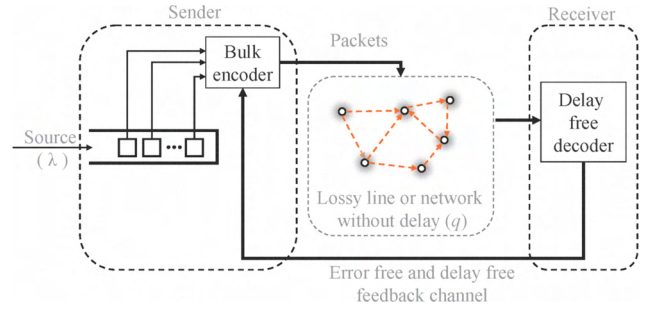 Sender
Receiver
Bulk
encoder
Packets
Delay
free
decoder
Source
( λ )
Lossy line or network
without delay (q)
Error free and delay free
feedback channel